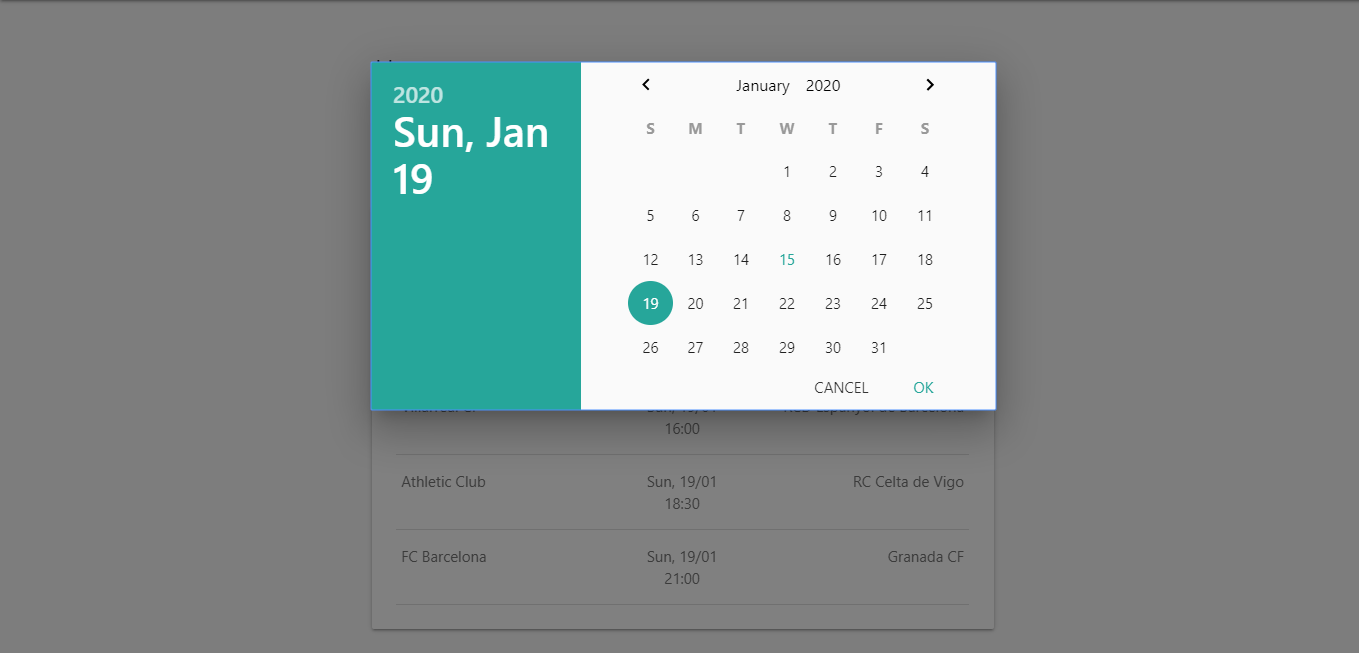 2020
Sun, Jan
19
January 2020
S M T W T F S
1 2 3 4
5 6 7 8 9 10 11
12 13 14 15 16 17 18
19 20 21 22 23 24 25
26 27 28 29 30 31
CANCEL OK
Sun, 19/01
16:00
Athletic Club Sun, 19/01 RC Celta de Vigo
18:30
FC Barcelona Sun, 19/01 Granada CF
21:00